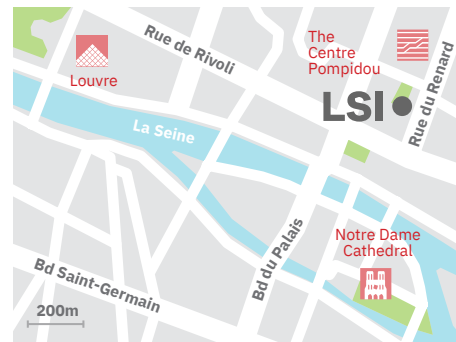 Louvre
Rue de Rivoli
The
Centre
Pompidou
Rue du Renard
LSI
La Seine
Notre Dame
Cathedral
Bd du Palais
Bd Saint-Germain
200m